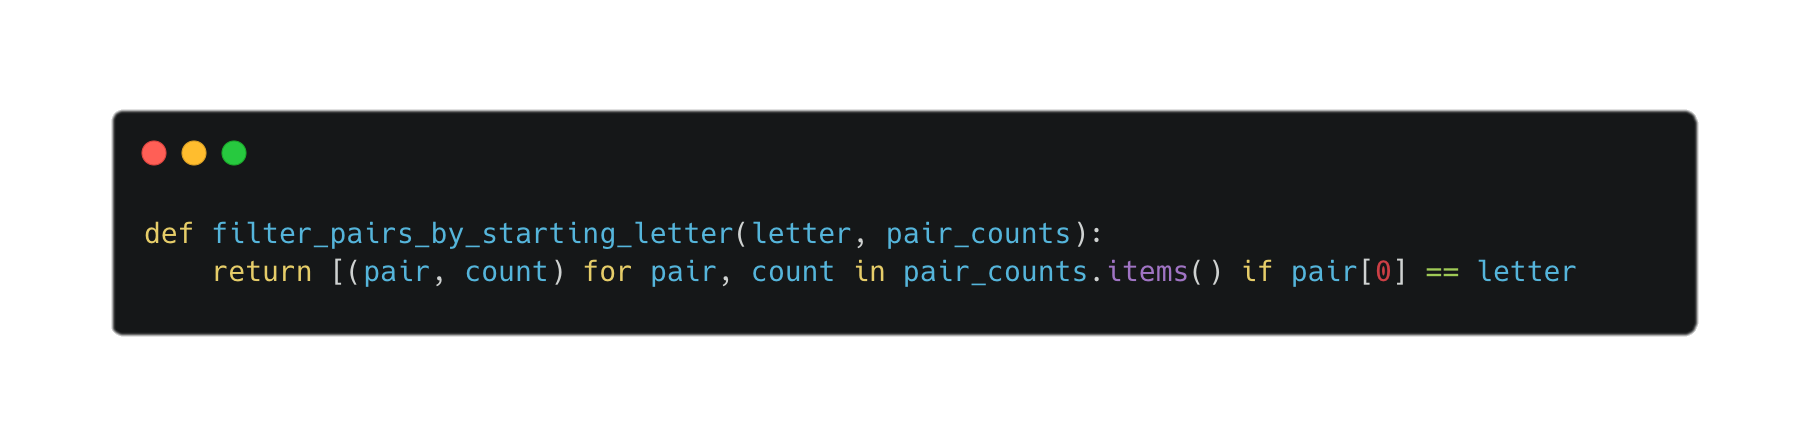 def filter_pairs_by_starting_letter(letter, pair_counts):
    return [(pair, count) for pair, count in pair_counts.items() if pair[0] == letter